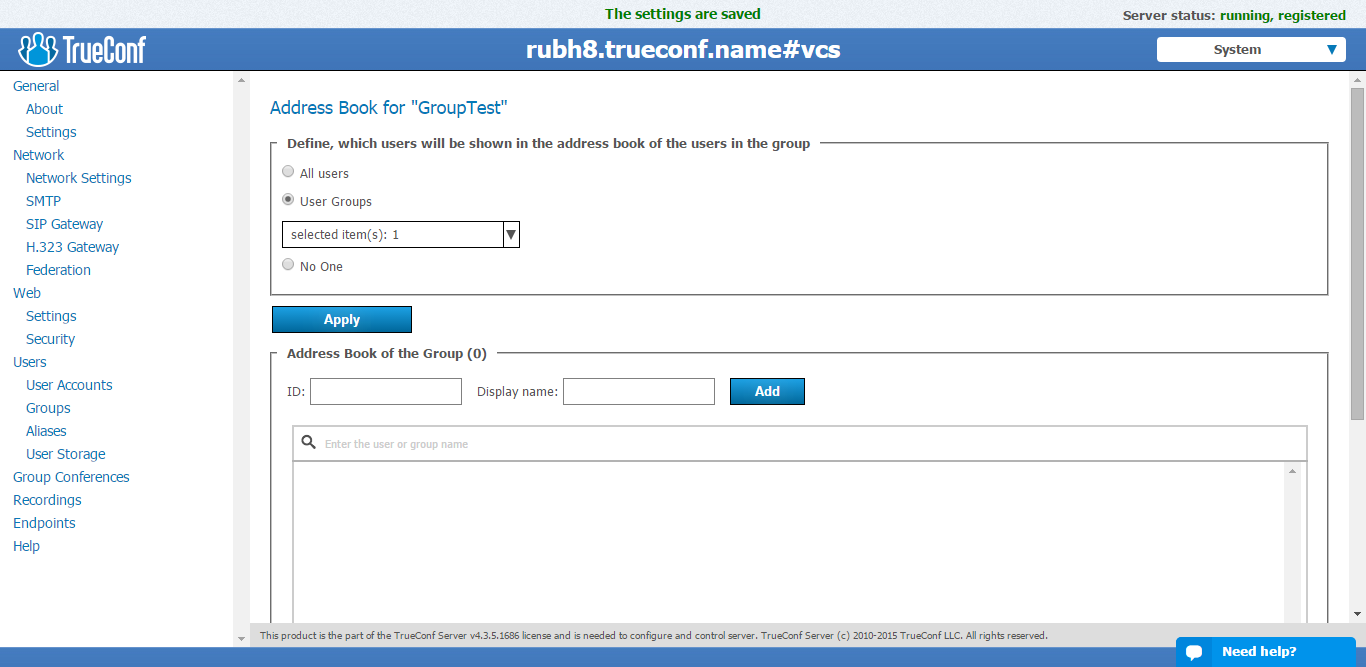 The settings are saved
Server status: running, registered
TrueConf
rubh8.trueconf.name#vcs
System
General
About
Settings
Network
Network Settings
SMTP
SIP Gateway
H.323 Gateway
Federation
Web
Settings
Security
Users
User Accounts
Groups
Aliases
User Storage
Group Conferences
Recordings
Endpoints
Help
Address Book for "GroupTest"
Define, which users will be shown in the address book of the users in the group
All users
User Groups
selected item(s): 1
No One
Apply
Address Book of the Group (0)
ID: Display name: Add
Enter the user or group name
This product is the part of the TrueConf Server v4.3.5.1686 license and is needed to configure and control server. TrueConf Server (c) 2010-2015 TrueConf LLC. All rights reserved.
Need help?